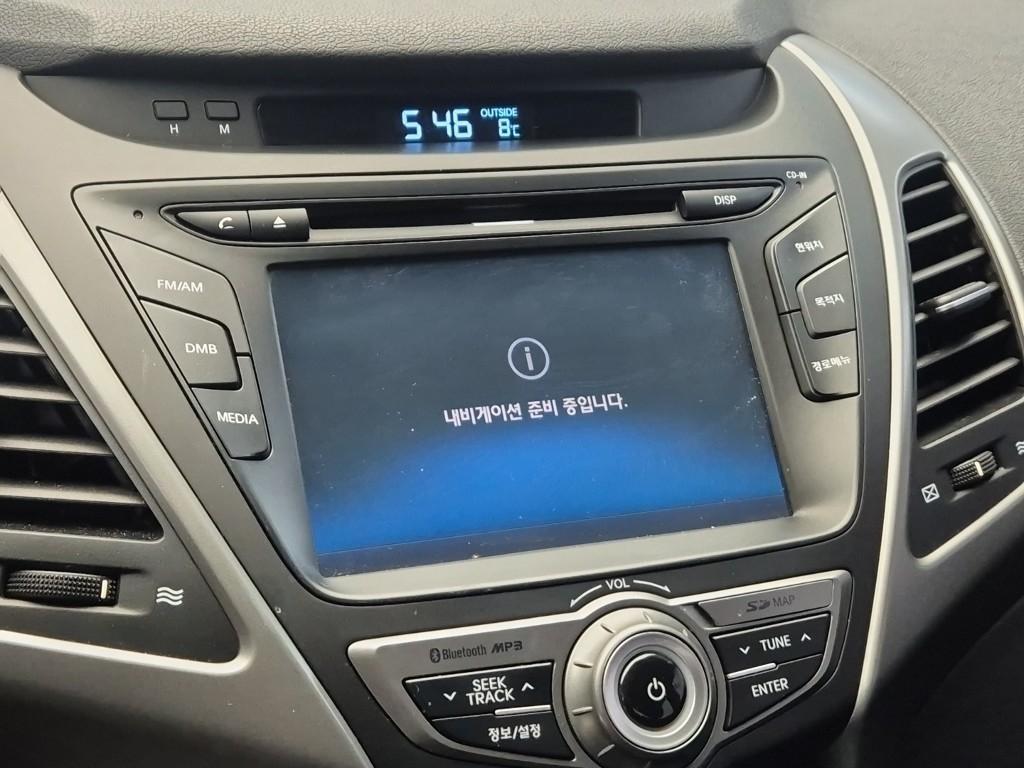 H
M
5 46
OUTSIDE
8℃
CD-IN
DISP
FM/AM
DMB
MEDIA
현위치
목적지
경로메뉴
i
내비게이션 준비 중입니다.
VOL
Bluetooth MP3
SD MAP
SEEK
TRACK
TUNE
정보/설정
ENTER